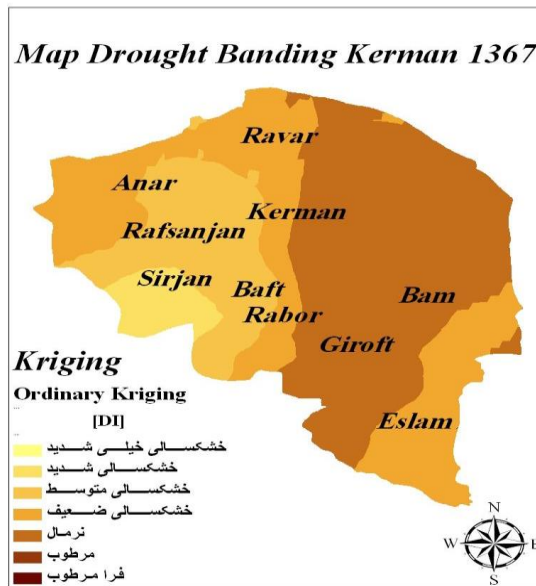 Map Drought Banding Kerman 1367
Ravar
Anar
Kerman
Rafsanjan
Sirjan
Baft
Bam
Rabor
Giroft
Kriging
Ordinary Kriging
[DI]
Eslam
خشکسالی خیلی شدید
خشکسالی شدید
خشکسالی متوسط
خشکسالی ضعیف
نرمال
مرطوب
فرا مرطوب
N
W
E
S